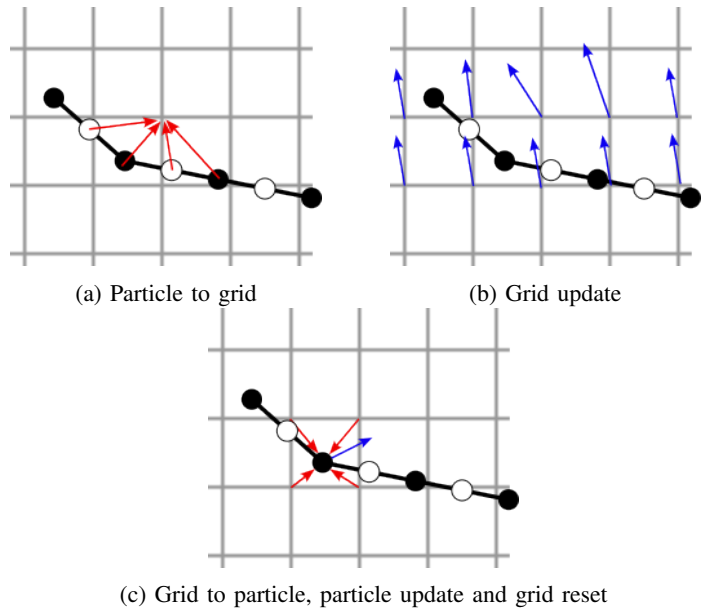 (a) Particle to grid
(b) Grid update
(c) Grid to particle, particle update and grid reset